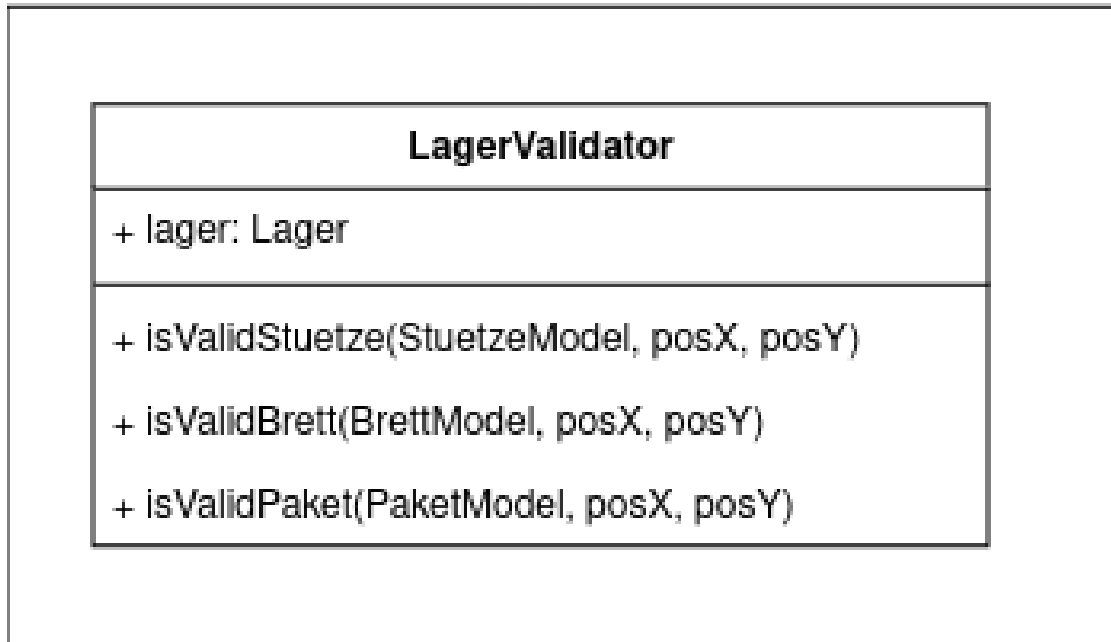 LagerValidator
+ lager: Lager
+ isValidStuetze(StuetzeModel, posX, posY)
+ isValidBrett(BrettModel, posX, posY)
+ isValidPaket(PaketModel, posX, posY)